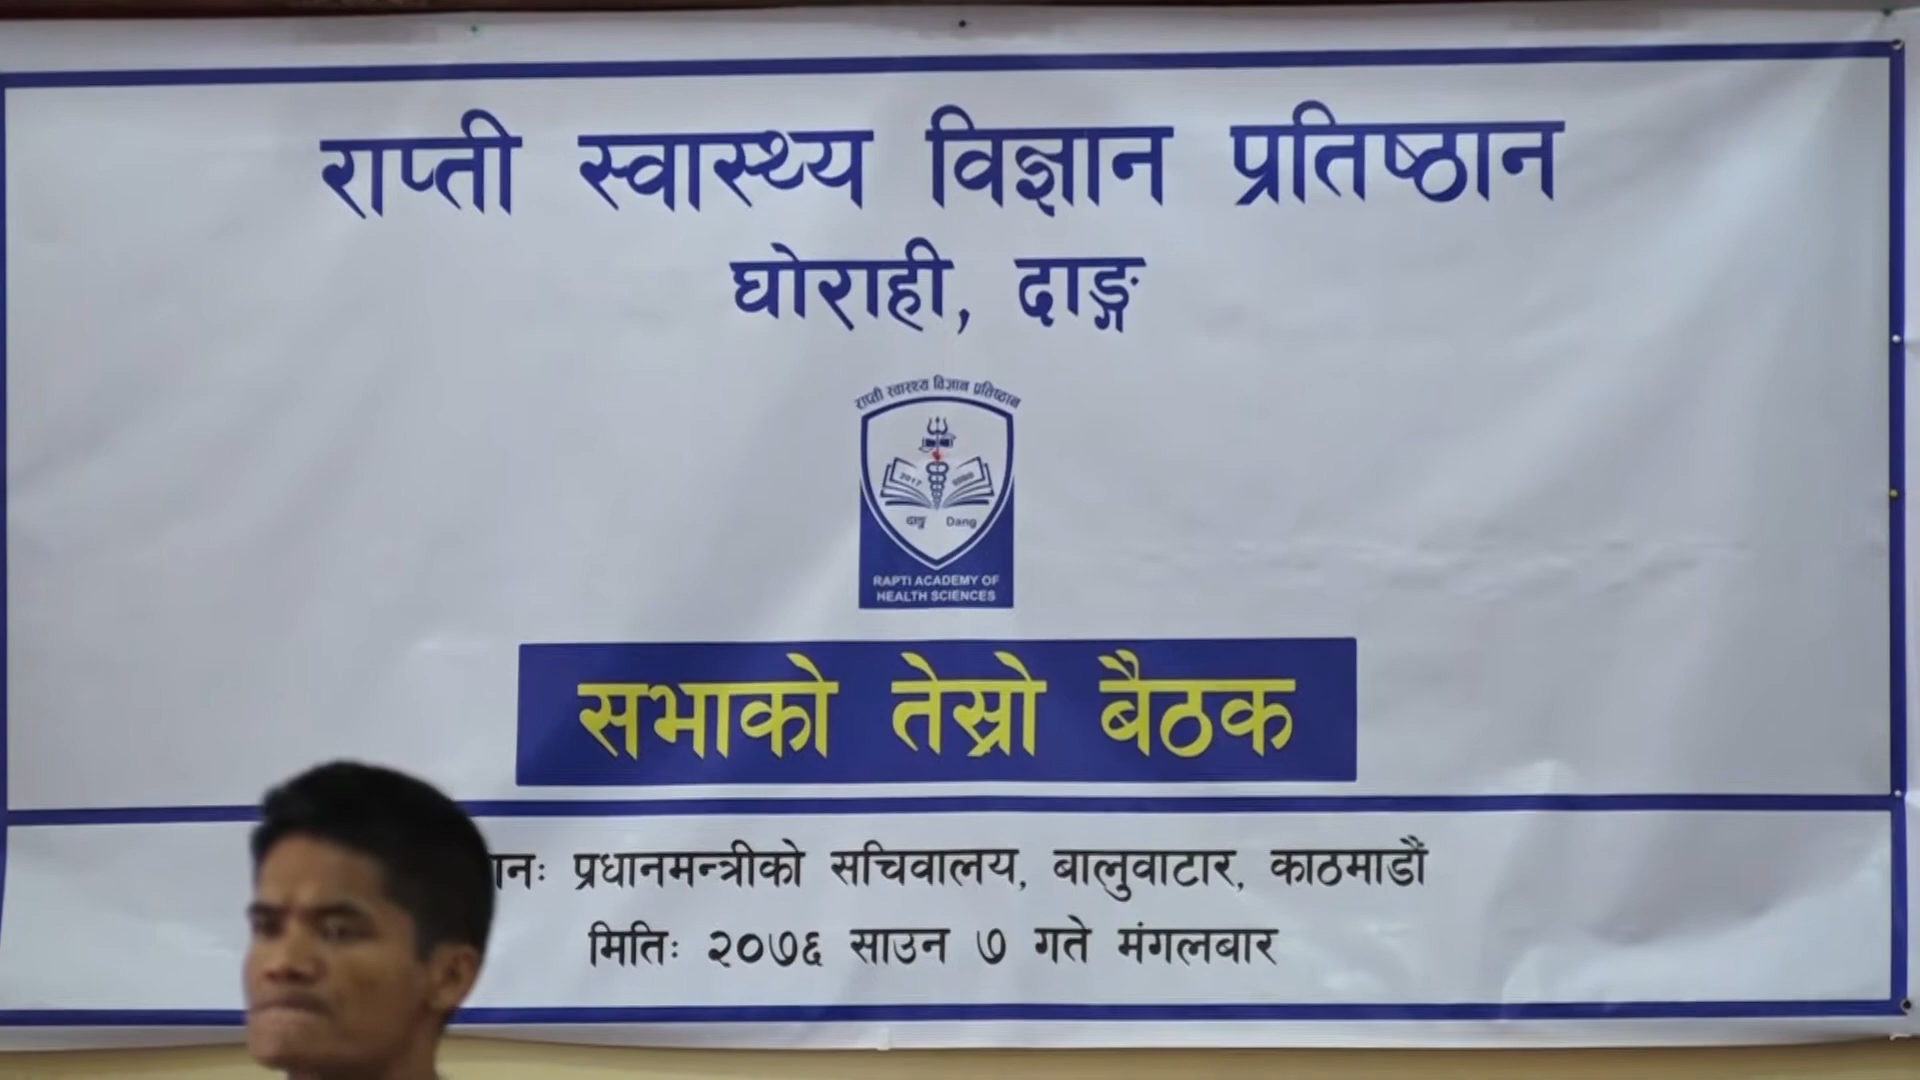 राप्ती स्वास्थ्य विज्ञान प्रतिष्ठान
घोराही, दाङ्ग
राप्ती स्वास्थ्य विज्ञान प्रतिष्ठान
2017
दाङ्ग Dang
RAPTI ACADEMY OF
HEALTH SCIENCES
सभाको तेस्रो बैठक
प्रधानमन्त्रीको सचिवालय, बालुवाटार, काठमाडौं
मितिः २०७६ साउन ७ गते मंगलबार